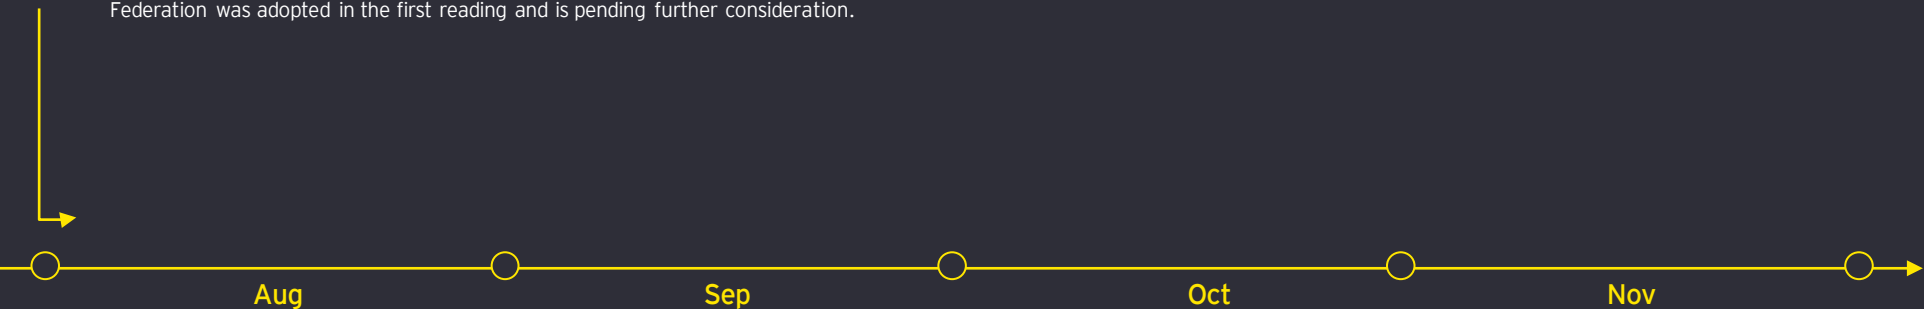 Federation was adopted in the first reading and is pending further consideration.
Aug Sep Oct Nov